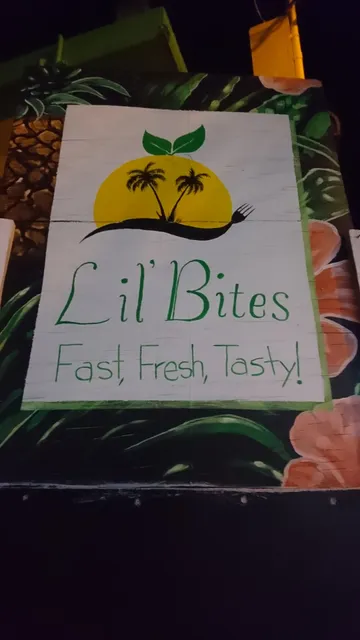 Lil' Bites
Fast, Fresh, Tasty!